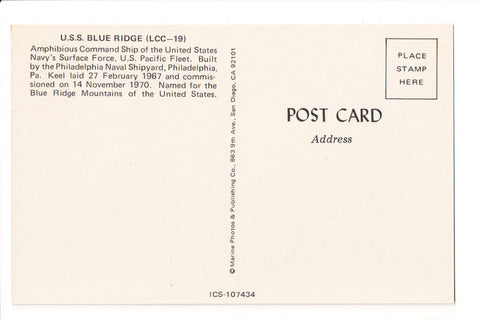 U.S.S. BLUE RIDGE (LCC—19)
Amphibious Command Ship of the United States
Navy's Surface Force, U.S. Pacific Fleet. Built
by the Philadelphia Naval Shipyard, Philadelphia,
Pa. Keel laid 27 February 1967 and commis-
sioned on 14 November 1970. Named for the
Blue Ridge Mountains of the United States.
© Marine Photos & Publishing Co., 863 9th Ave., San Diego, CA 92101
PLACE
STAMP
HERE
POST CARD
Address
ICS-107434